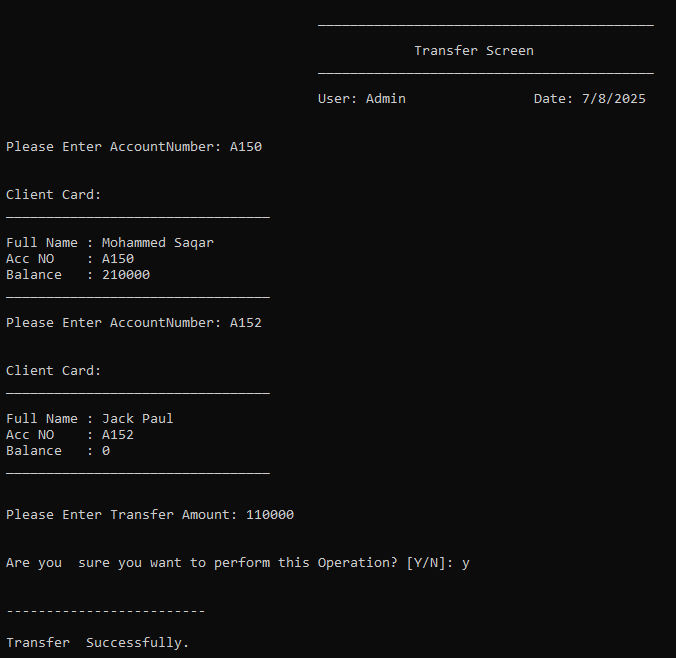 __________________________________________
Transfer Screen
__________________________________________
User: Admin                Date: 7/8/2025
Please Enter AccountNumber: A150
Client Card:
_________________________________
Full Name : Mohammed Saqar
Acc NO    : A150
Balance   : 210000
_________________________________
Please Enter AccountNumber: A152
Client Card:
_________________________________
Full Name : Jack Paul
Acc NO    : A152
Balance   : 0
_________________________________
Please Enter Transfer Amount: 110000
Are you  sure you want to perform this Operation? [Y/N]: y
-------------------------
Transfer  Successfully.